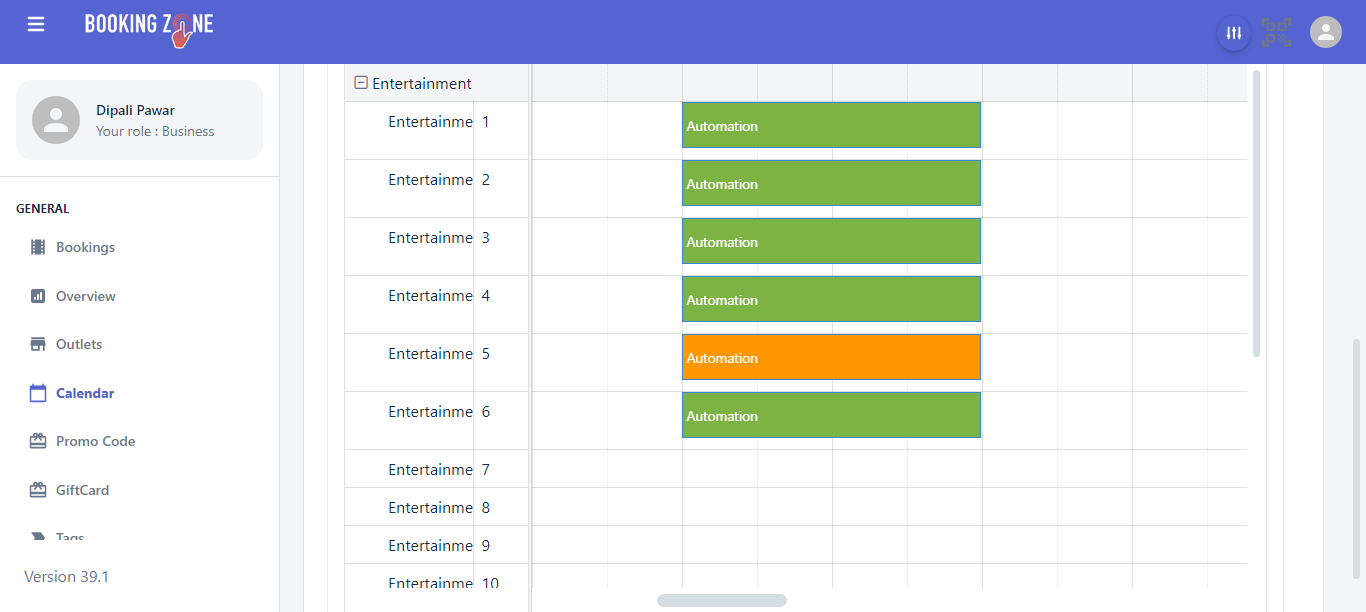 BOOKING ZONE
Dipali Pawar
Your role : Business
GENERAL
Bookings
Overview
Outlets
Calendar
Promo Code
GiftCard
Tags
Version 39.1
Entertainment
Entertainme 1 Automation
Entertainme 2 Automation
Entertainme 3 Automation
Entertainme 4 Automation
Entertainme 5 Automation
Entertainme 6 Automation
Entertainme 7
Entertainme 8
Entertainme 9
Entertainme 10